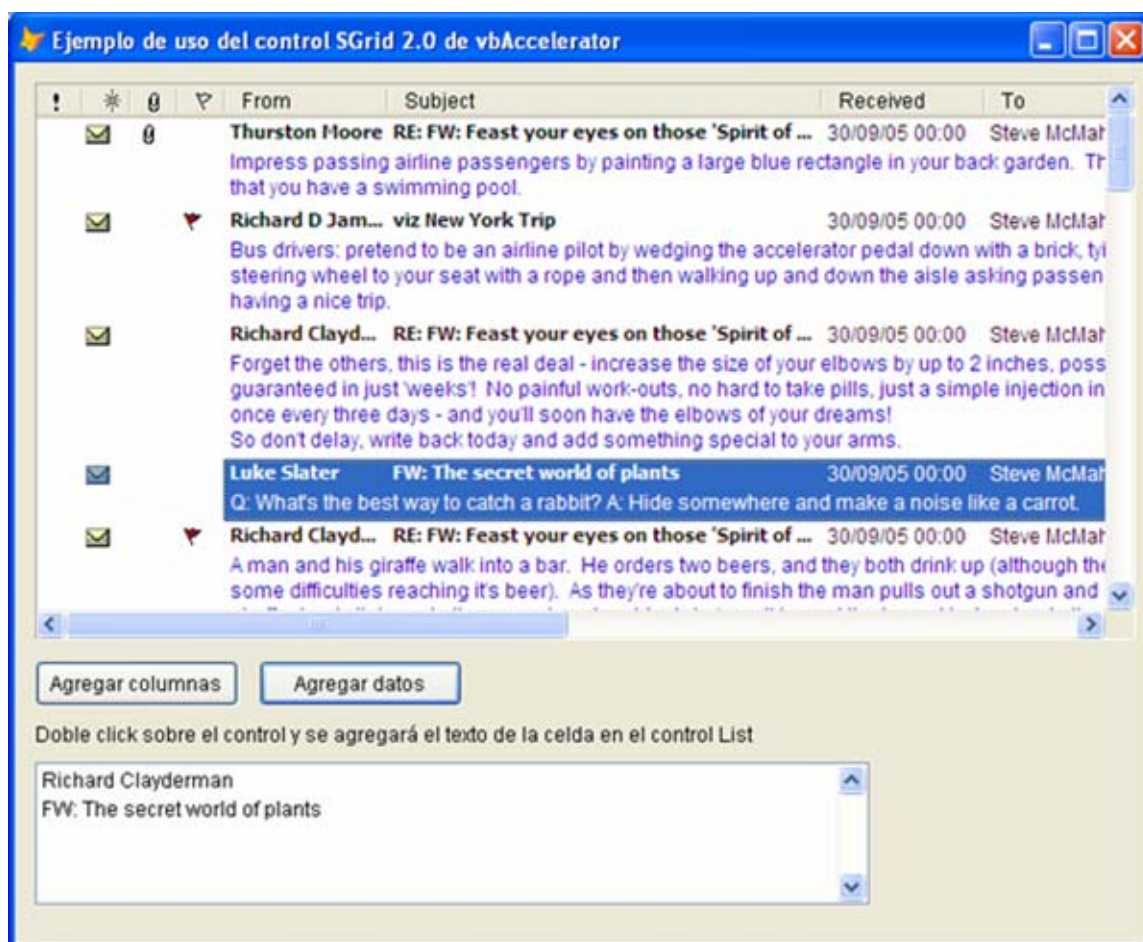 Ejemplo de uso del control SGrid 2.0 de vbAccelerator
! From Subject Received To
Thurston Moore RE: FW: Feast your eyes on those 'Spirit of ... 30/09/05 00:00 Steve McMah
Impress passing airline passengers by painting a large blue rectangle in your back garden. Th
that you have a swimming pool.
Richard D Jam... viz New York Trip 30/09/05 00:00 Steve McMah
Bus drivers: pretend to be an airline pilot by wedging the accelerator pedal down with a brick, tyi
steering wheel to your seat with a rope and then walking up and down the aisle asking passen
having a nice trip.
Richard Clayd... RE: FW: Feast your eyes on those 'Spirit of ... 30/09/05 00:00 Steve McMah
Forget the others, this is the real deal - increase the size of your elbows by up to 2 inches, poss
guaranteed in just 'weeks'! No painful work-outs, no hard to take pills, just a simple injection in
once every three days - and you'll soon have the elbows of your dreams!
So don't delay, write back today and add something special to your arms.
Luke Slater FW: The secret world of plants 30/09/05 00:00 Steve McMah
Q: What's the best way to catch a rabbit? A: Hide somewhere and make a noise like a carrot.
Richard Clayd... RE: FW: Feast your eyes on those 'Spirit of ... 30/09/05 00:00 Steve McMah
A man and his giraffe walk into a bar. He orders two beers, and they both drink up (although the
some difficulties reaching it's beer). As they're about to finish the man pulls out a shotgun and
Agregar columnas Agregar datos
Doble click sobre el control y se agregará el texto de la celda en el control List
Richard Clayderman
FW: The secret world of plants